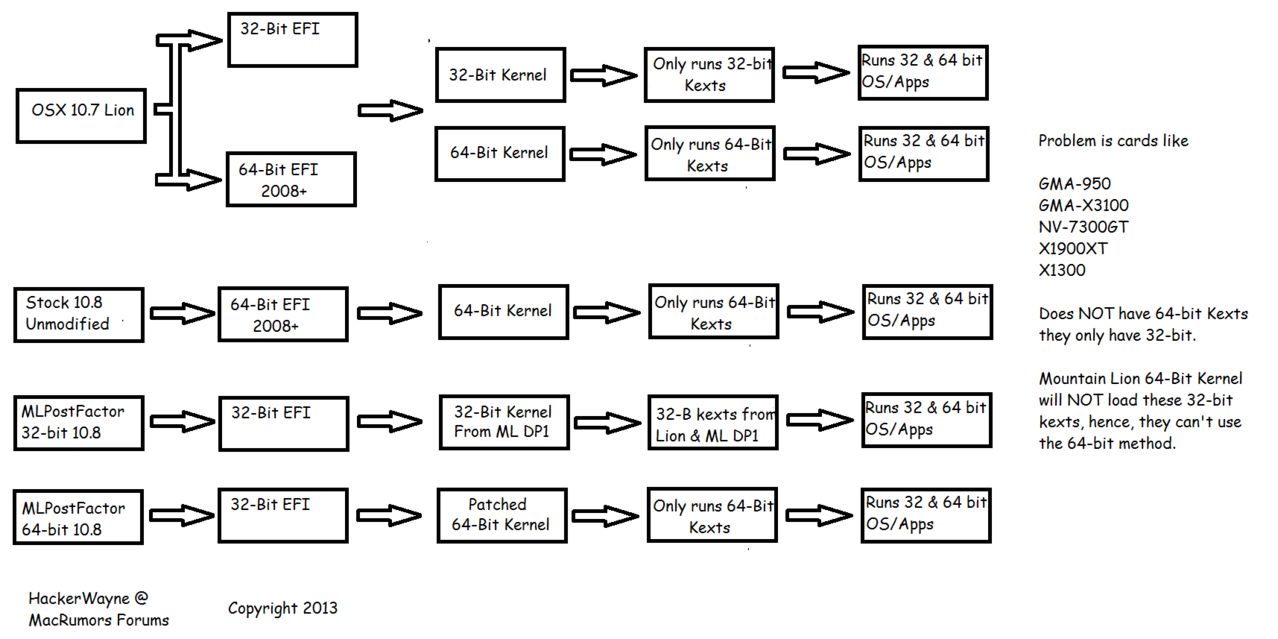 OSX 10.7 Lion
32-Bit EFI
64-Bit EFI
2008+
32-Bit Kernel
Only runs 32-bit
Kexts
Runs 32 & 64 bit
OS/Apps
64-Bit Kernel
Only runs 64-Bit
Kexts
Runs 32 & 64 bit
OS/Apps
Stock 10.8
Unmodified
64-Bit EFI
2008+
64-Bit Kernel
Only runs 64-Bit
Kexts
Runs 32 & 64 bit
OS/Apps
MLPostFactor
32-bit 10.8
32-Bit EFI
32-Bit Kernel
From ML DP1
32-B kexts from
Lion & ML DP1
Runs 32 & 64 bit
OS/Apps
MLPostFactor
64-bit 10.8
32-Bit EFI
Patched
64-Bit Kernel
Only runs 64-Bit
Kexts
Runs 32 & 64 bit
OS/Apps
Problem is cards like
GMA-950
GMA-X3100
NV-7300GT
X1900XT
X1300
Does NOT have 64-bit Kexts
they only have 32-bit.
Mountain Lion 64-Bit Kernel
will NOT load these 32-bit
kexts, hence, they can't use
the 64-bit method.
HackerWayne @
MacRumors Forums
Copyright 2013